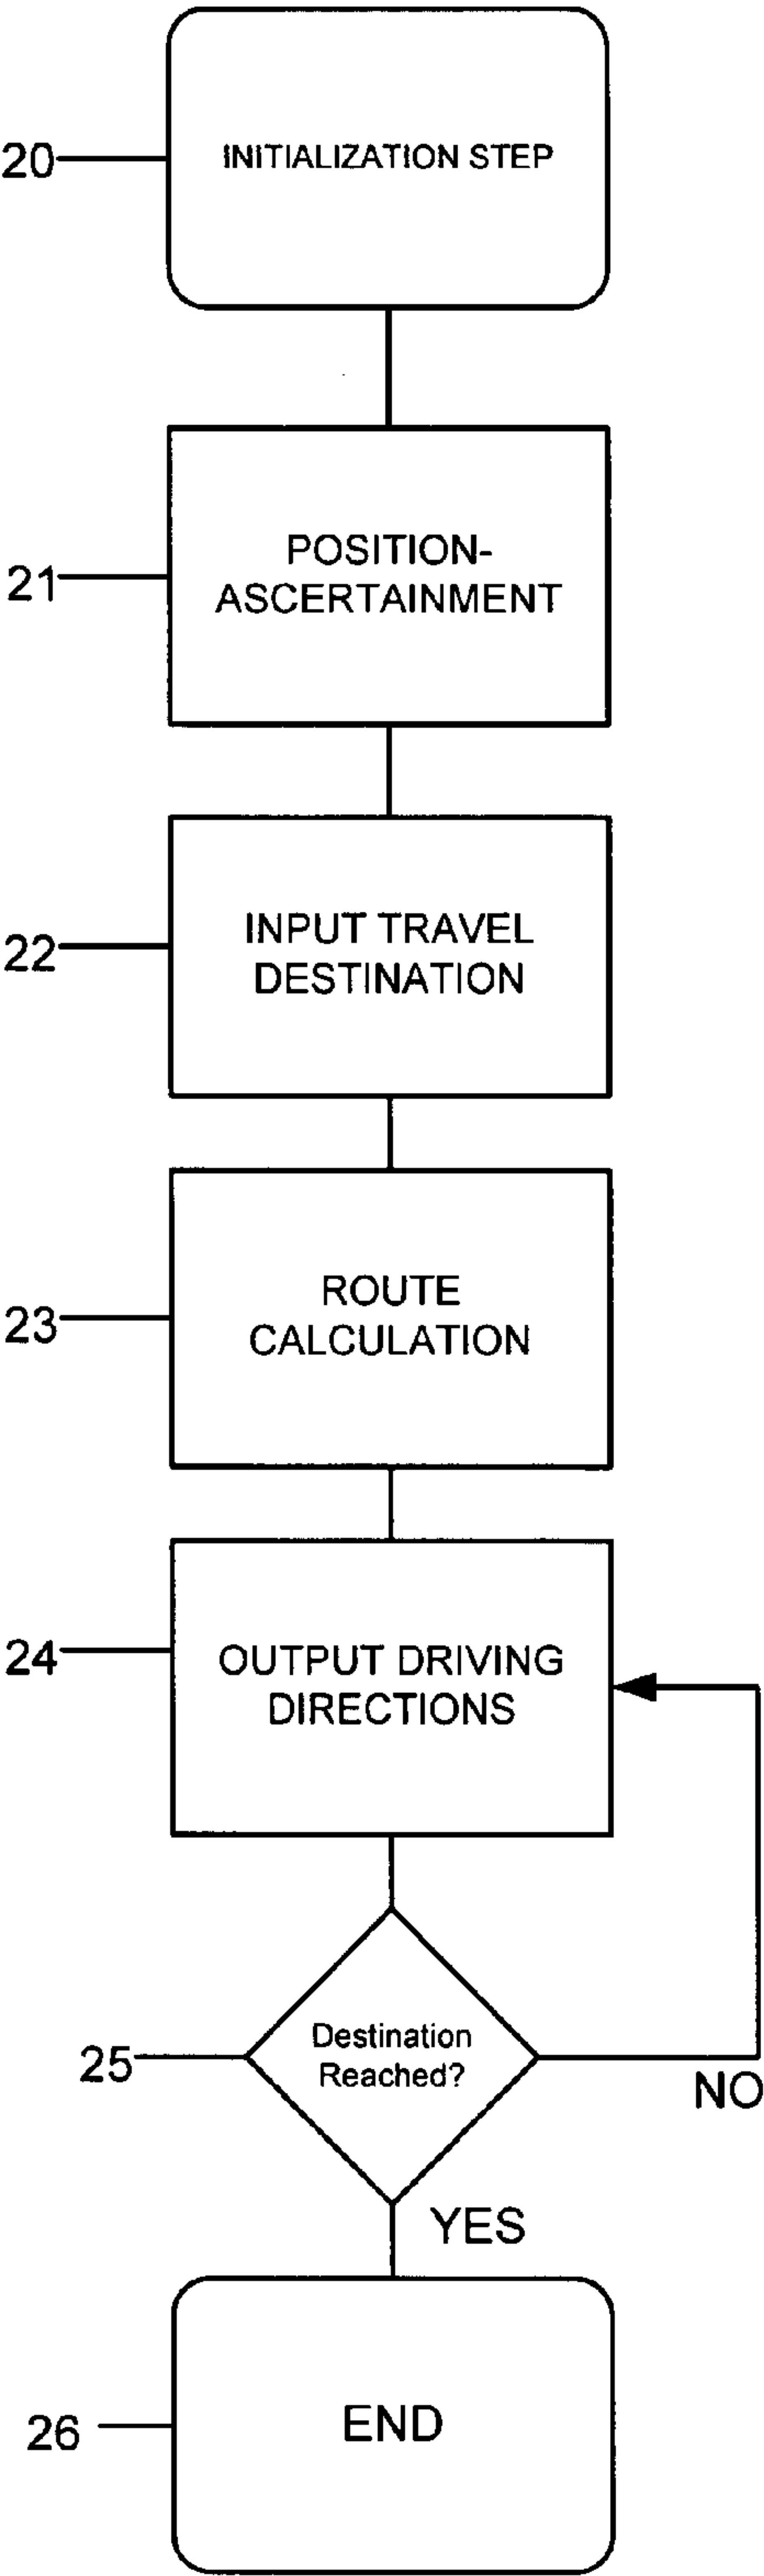 20
INITIALIZATION STEP
21
POSITION-
ASCERTAINMENT
22
INPUT TRAVEL
DESTINATION
23
ROUTE
CALCULATION
24
OUTPUT DRIVING
DIRECTIONS
25
Destination
Reached?
NO
YES
26
END